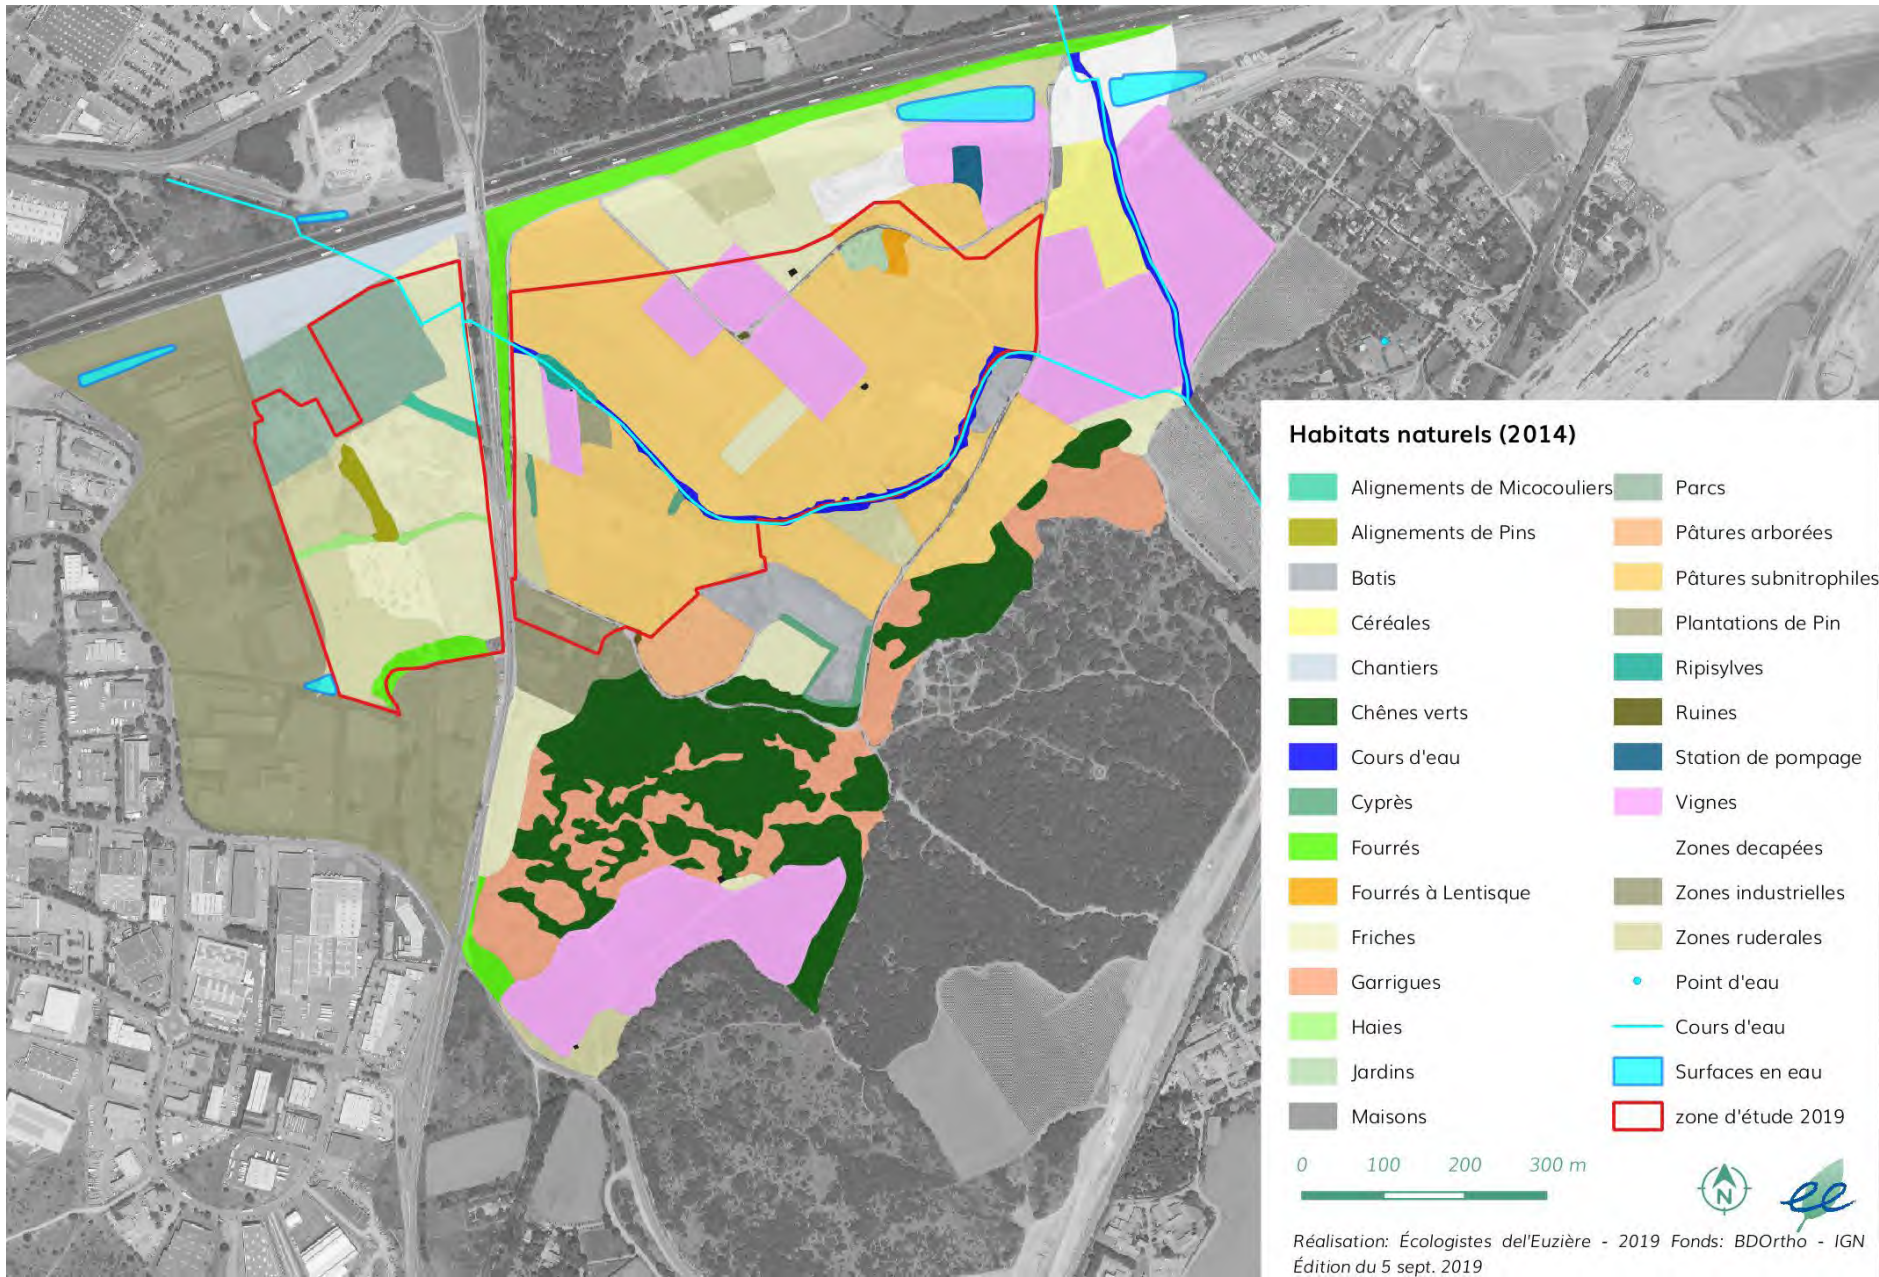 Habitats naturels (2014)
Alignements de Micocouliers
Alignements de Pins
Batis
Céréales
Chantiers
Chênes verts
Cours d'eau
Cyprès
Fourrés
Fourrés à Lentisque
Friches
Garrigues
Haies
Jardins
Maisons
Parcs
Pâtures arborées
Pâtures subnitrophiles
Plantations de Pin
Ripisylves
Ruines
Station de pompage
Vignes
Zones decapées
Zones industrielles
Zones ruderales
Point d'eau
Cours d'eau
Surfaces en eau
zone d'étude 2019
0 100 200 300 m
N
ee
Réalisation: Écologistes del'Euzière - 2019 Fonds: BDOrtho - IGN
Édition du 5 sept. 2019